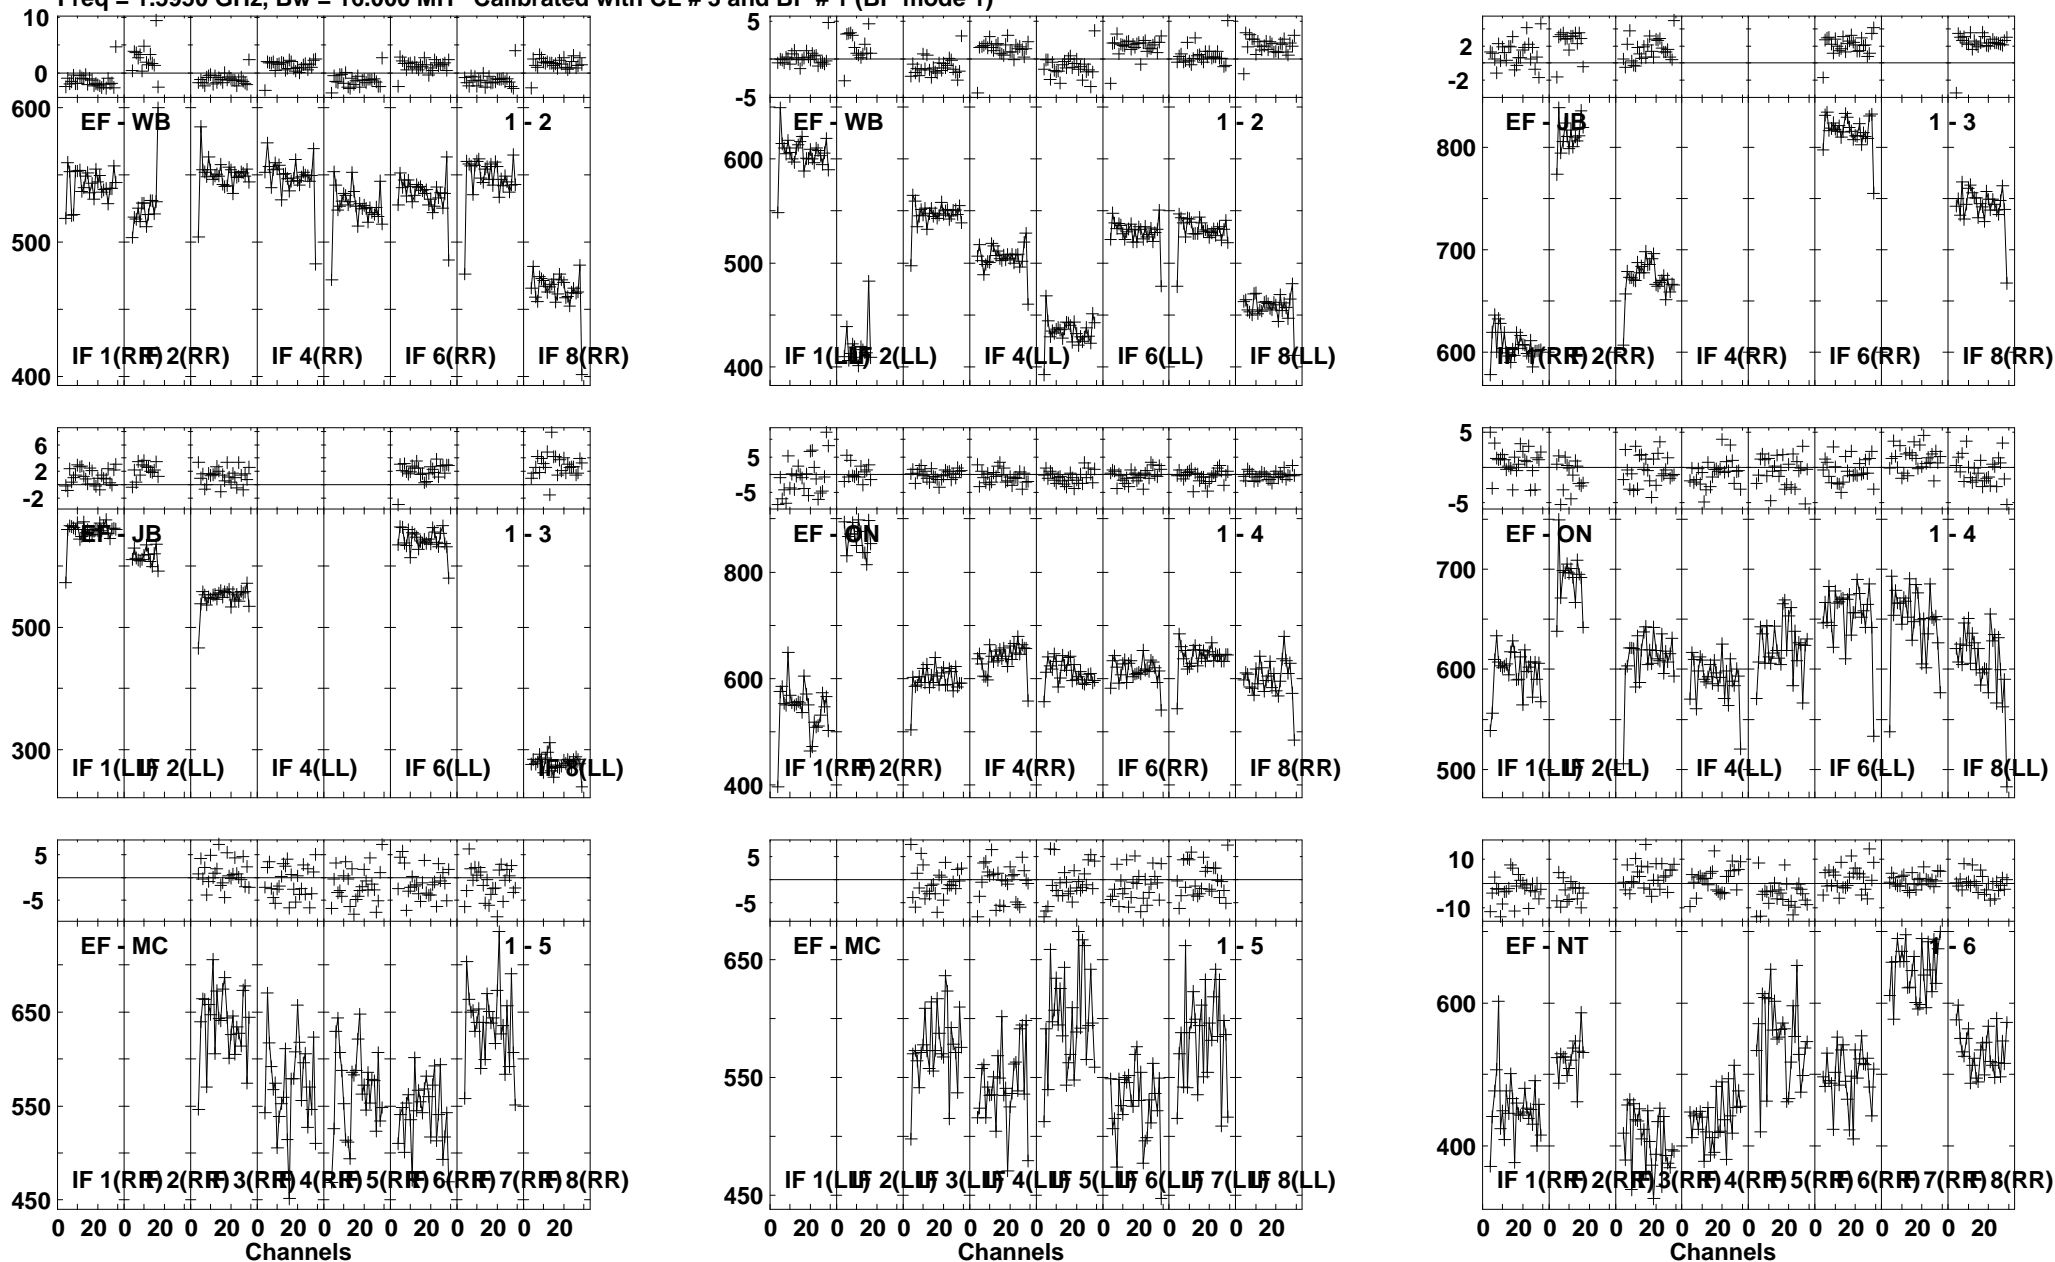 Freq = 1.5950 GHz, Bw = 16.000 MH Calibrated with CL # 3 and BP # 1 (BP mode 1)
10
0
600
500
400
EF - WB 1 - 2
IF 1(RR) IF 2(RR) IF 4(RR) IF 6(RR) IF 8(RR)
5
-5
600
500
400
EF - WB 1 - 2
IF 1(LL) IF 2(LL) IF 4(LL) IF 6(LL) IF 8(LL)
2
-2
800
700
600
EF - JB 1 - 3
IF 1(RR) IF 2(RR) IF 4(RR) IF 6(RR) IF 8(RR)
6
2
-2
500
300
EF - JB 1 - 3
IF 1(LL) IF 2(LL) IF 4(LL) IF 6(LL) IF 8(LL)
5
-5
800
600
400
EF - ON 1 - 4
IF 1(RR) IF 2(RR) IF 4(RR) IF 6(RR) IF 8(RR)
5
-5
700
600
500
EF - ON 1 - 4
IF 1(LL) IF 2(LL) IF 4(LL) IF 6(LL) IF 8(LL)
5
-5
650
550
450
EF - MC 1 - 5
IF 1(RR) IF 2(RR) IF 3(RR) IF 4(RR) IF 5(RR) IF 6(RR) IF 7(RR) IF 8(RR)
0 20 0 20 0 20 0 20 0 20 0 20 0 20 0 20
Channels
5
-5
650
550
450
EF - MC 1 - 5
IF 1(LL) IF 2(LL) IF 3(LL) IF 4(LL) IF 5(LL) IF 6(LL) IF 7(LL) IF 8(LL)
0 20 0 20 0 20 0 20 0 20 0 20 0 20 0 20
Channels
10
-10
600
400
EF - NT 1 - 6
IF 1(RR) IF 2(RR) IF 3(RR) IF 4(RR) IF 5(RR) IF 6(RR) IF 7(RR) IF 8(RR)
0 20 0 20 0 20 0 20 0 20 0 20 0 20 0 20
Channels